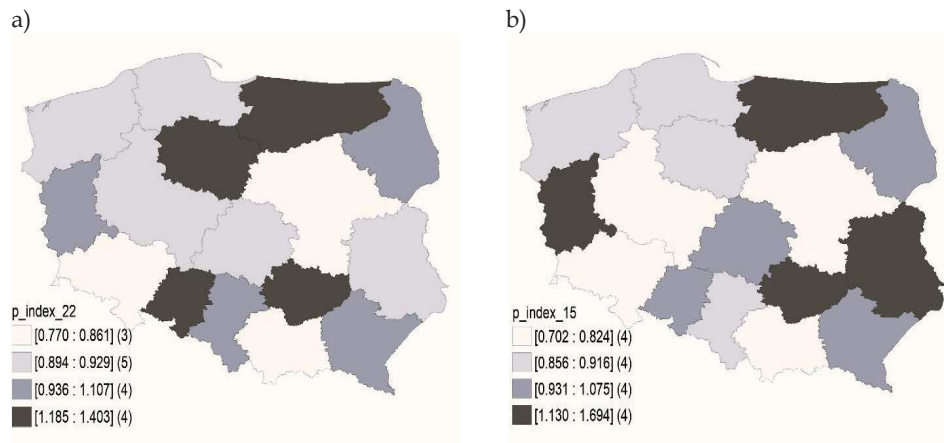 a)
p_index_22
[0.770 : 0.861] (3)
[0.894 : 0.929] (5)
[0.936 : 1.107] (4)
[1.185 : 1.403] (4)
b)
p_index_15
[0.702 : 0.824] (4)
[0.856 : 0.916] (4)
[0.931 : 1.075] (4)
[1.130 : 1.694] (4)